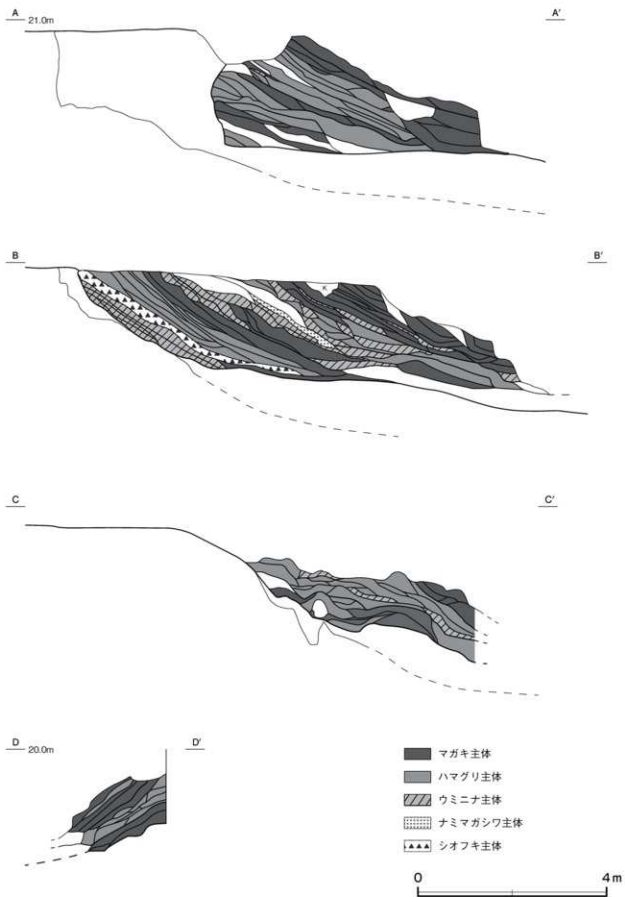 A A′
21.0m
B B′
K
C C′
D D′
20.0m
マガキ主体
ハマグリ主体
ウミニナ主体
ナミマガシワ主体
シオフキ主体
0 4m